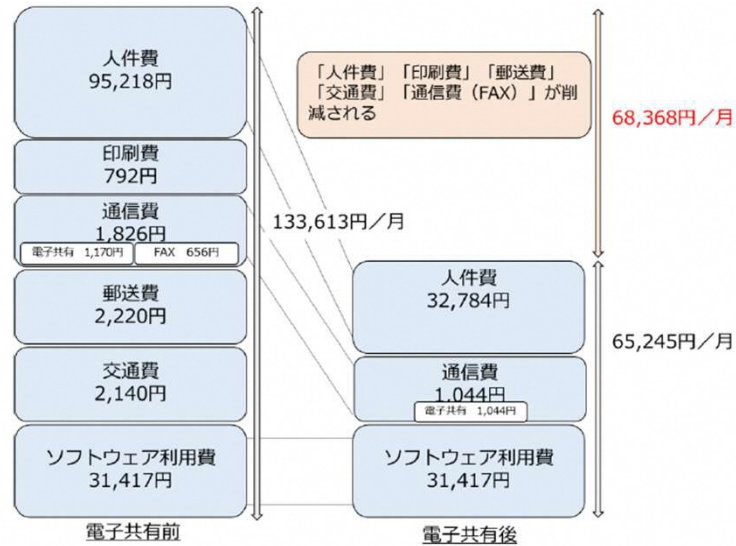 人件費
95,218円
印刷費
792円
通信費
1,826円
電子共有 1,170円
FAX 656円
郵送費
2,220円
交通費
2,140円
ソフトウェア利用費
31,417円
電子共有前
133,613円／月
「人件費」「印刷費」「郵送費」
「交通費」「通信費（FAX）」が削
減される
68,368円／月
人件費
32,784円
通信費
1,044円
電子共有 1,044円
ソフトウェア利用費
31,417円
電子共有後
65,245円／月